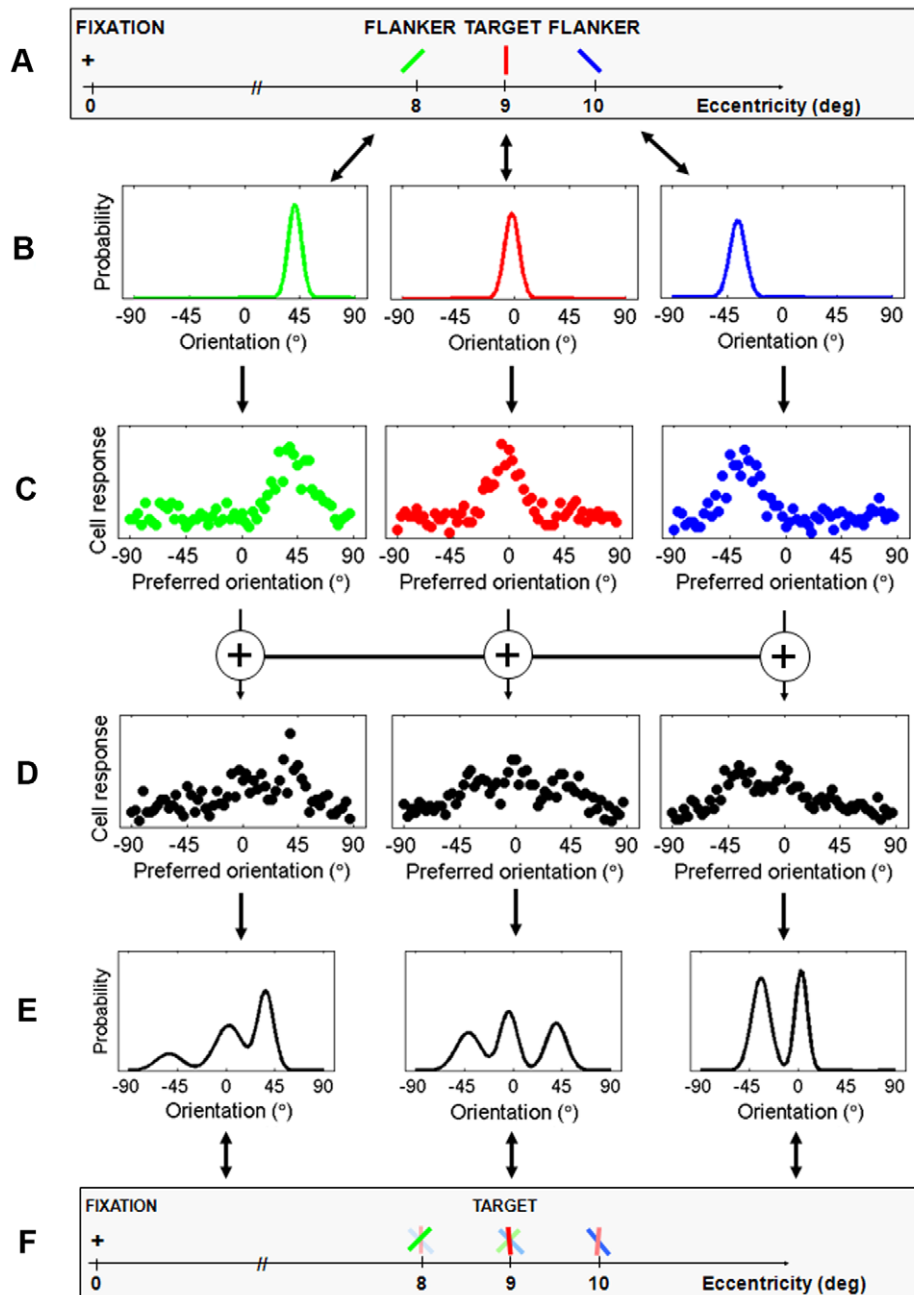 FIXATION FLANKER TARGET FLANKER
A
+
//
0 8 9 10 Eccentricity (deg)
B
Probability
-90 -45 0 45 90 -90 -45 0 45 90 -90 -45 0 45 90
Orientation (°) Orientation (°) Orientation (°)
C
Cell response
-90 -45 0 45 90 -90 -45 0 45 90 -90 -45 0 45 90
Preferred orientation (°) Preferred orientation (°) Preferred orientation (°)
+ + +
D
Cell response
-90 -45 0 45 90 -90 -45 0 45 90 -90 -45 0 45 90
Preferred orientation (°) Preferred orientation (°) Preferred orientation (°)
E
Probability
-90 -45 0 45 90 -90 -45 0 45 90 -90 -45 0 45 90
Orientation (°) Orientation (°) Orientation (°)
FIXATION TARGET
F
+
//
0 8 9 10 Eccentricity (deg)